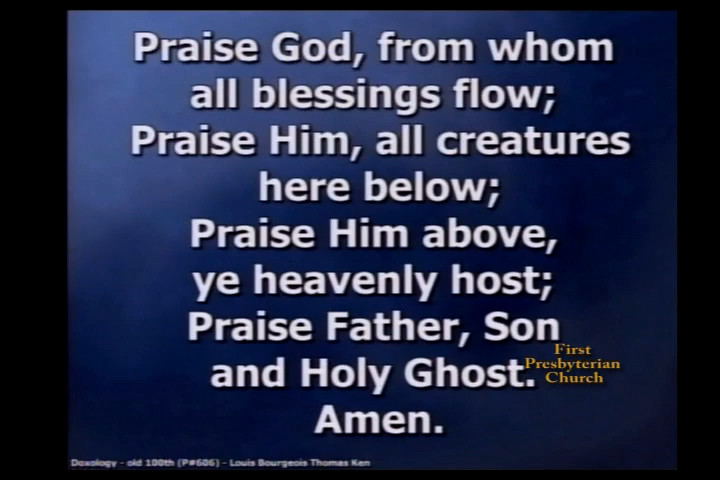 Praise God, from whom
all blessings flow;
Praise Him, all creatures
here below;
Praise Him above,
ye heavenly host;
Praise Father, Son
and Holy Ghost.
Amen.
First
Presbyterian
Church
Doxology - old 100th (P#606) - Louis Bourgeois Thomas Ken